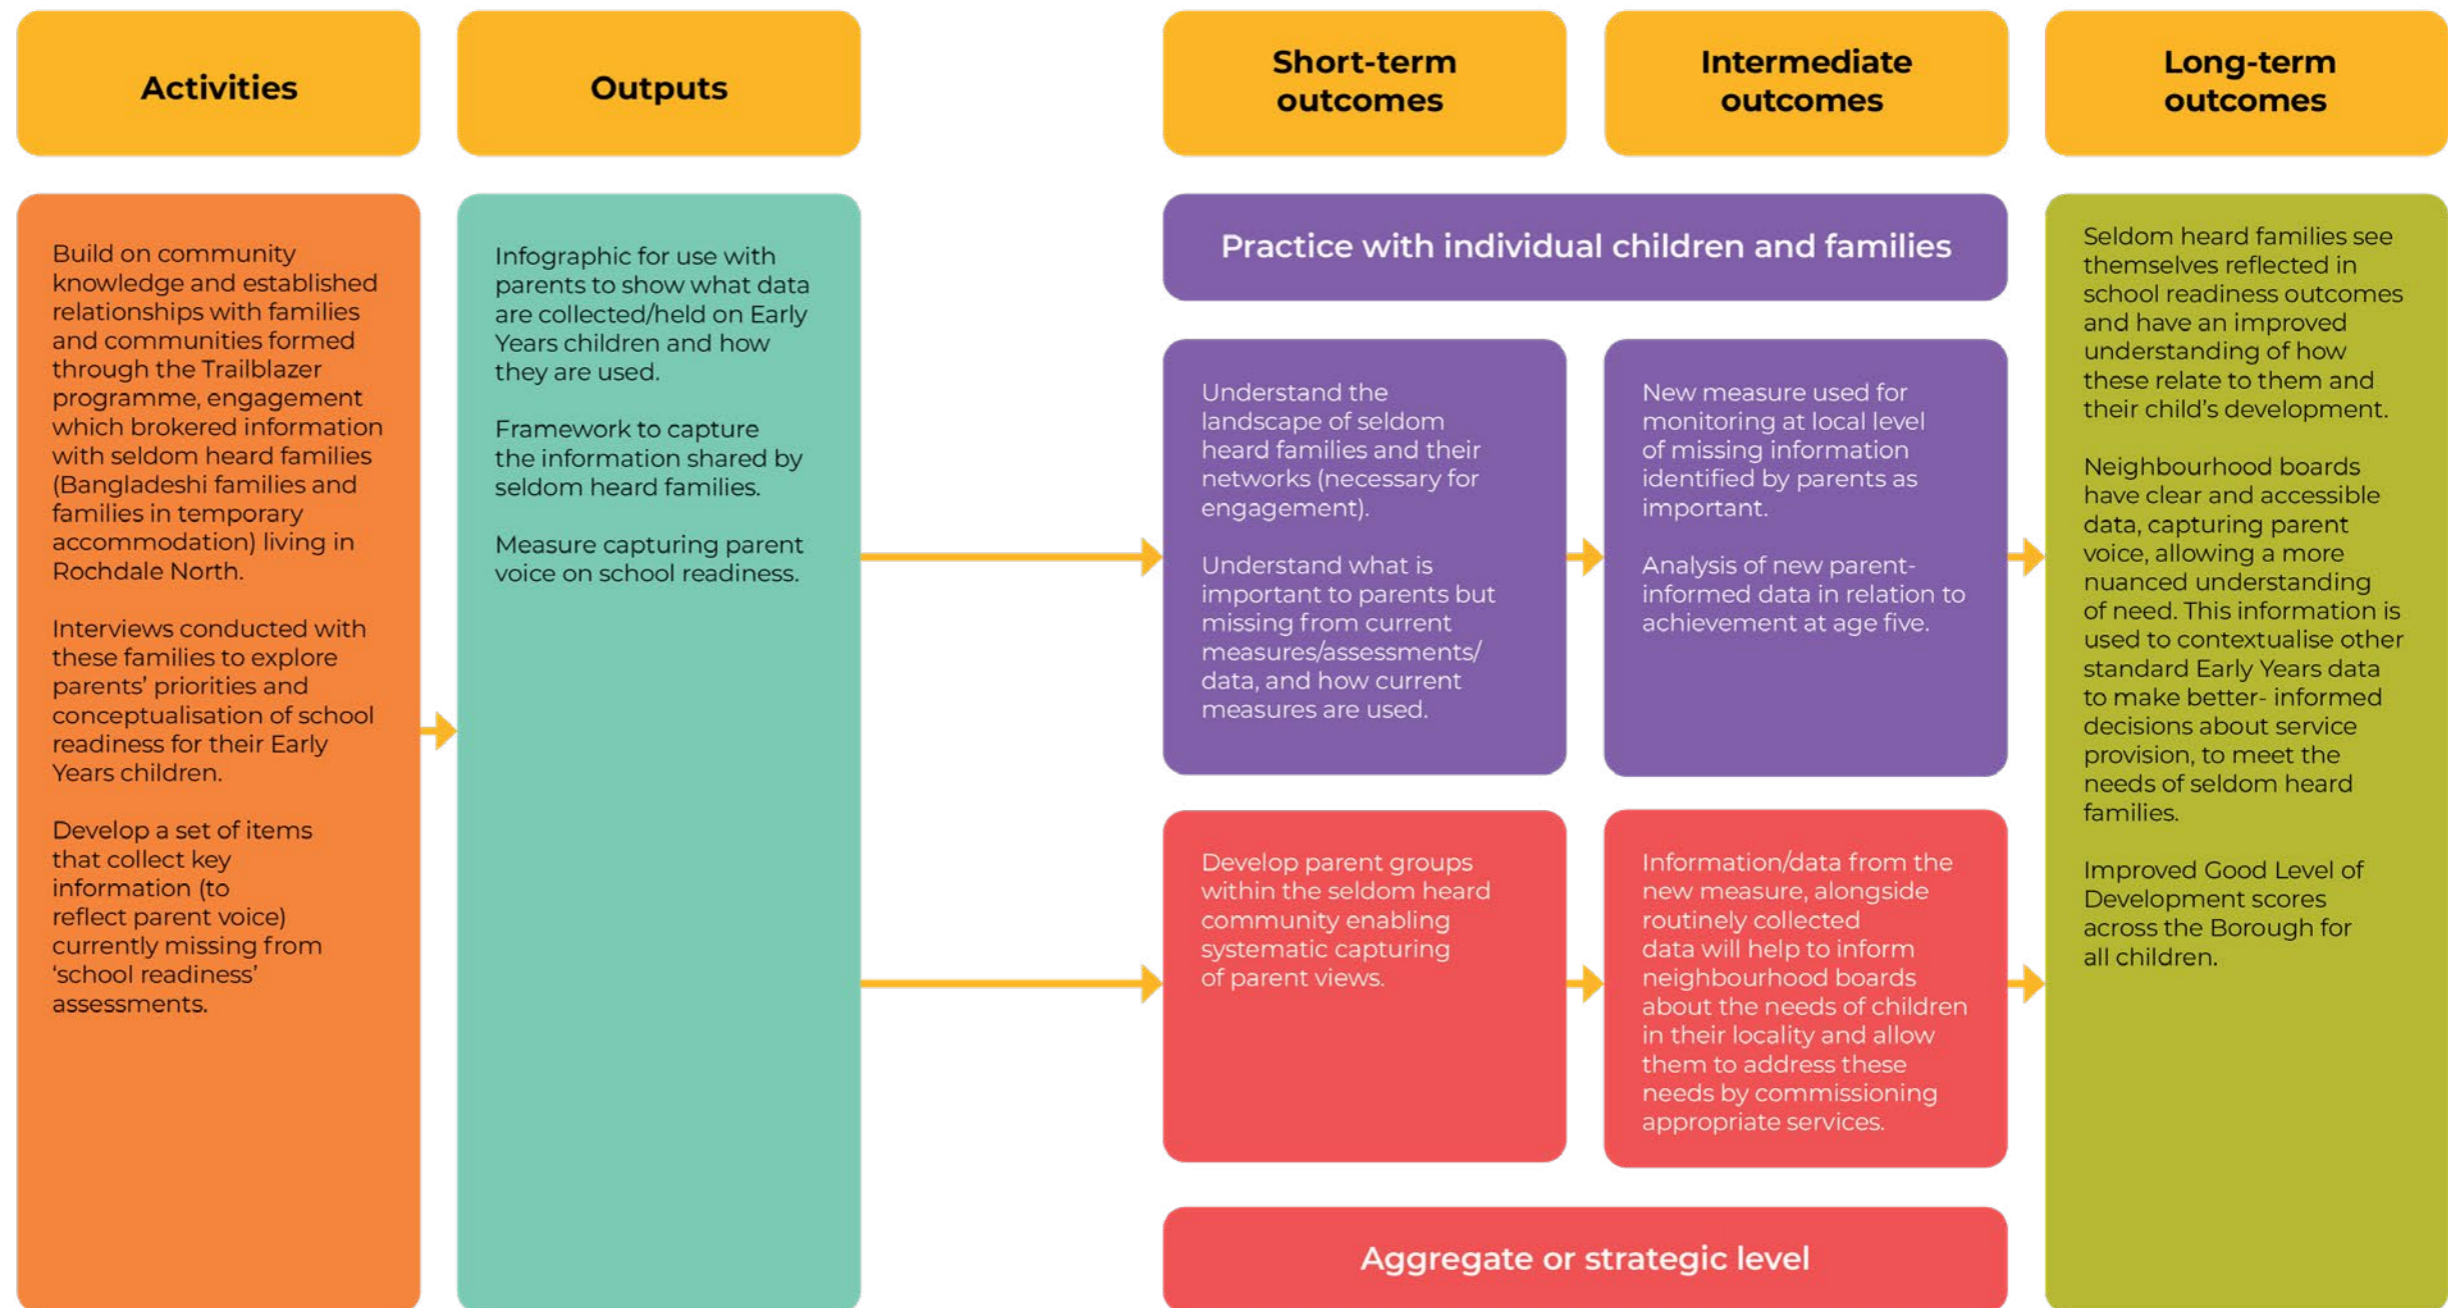 Activities
Outputs
Short-term
outcomes
Intermediate
outcomes
Long-term
outcomes
Build on community
knowledge and established
relationships with families
and communities formed
through the Trailblazer
programme, engagement
which brokered information
with seldom heard families
(Bangladeshi families and
families in temporary
accommodation) living in
Rochdale North.
Interviews conducted with
these families to explore
parents’ priorities and
conceptualisation of school
readiness for their Early
Years children.
Develop a set of items
that collect key
information (to
reflect parent voice)
currently missing from
‘school readiness’
assessments.
Infographic for use with
parents to show what data
are collected/held on Early
Years children and how
they are used.
Framework to capture
the information shared by
seldom heard families.
Measure capturing parent
voice on school readiness.
Practice with individual children and families
Understand the
landscape of seldom
heard families and their
networks (necessary for
engagement).
Understand what is
important to parents but
missing from current
measures/assessments/
data, and how current
measures are used.
New measure used for
monitoring at local level
of missing information
identified by parents as
important.
Analysis of new parent-
informed data in relation to
achievement at age five.
Develop parent groups
within the seldom heard
community enabling
systematic capturing
of parent views.
Information/data from the
new measure, alongside
routinely collected
data will help to inform
neighbourhood boards
about the needs of children
in their locality and allow
them to address these
needs by commissioning
appropriate services.
Aggregate or strategic level
Seldom heard families see
themselves reflected in
school readiness outcomes
and have an improved
understanding of how
these relate to them and
their child’s development.
Neighbourhood boards
have clear and accessible
data, capturing parent
voice, allowing a more
nuanced understanding
of need. This information is
used to contextualise other
standard Early Years data
to make better- informed
decisions about service
provision, to meet the
needs of seldom heard
families.
Improved Good Level of
Development scores
across the Borough for
all children.